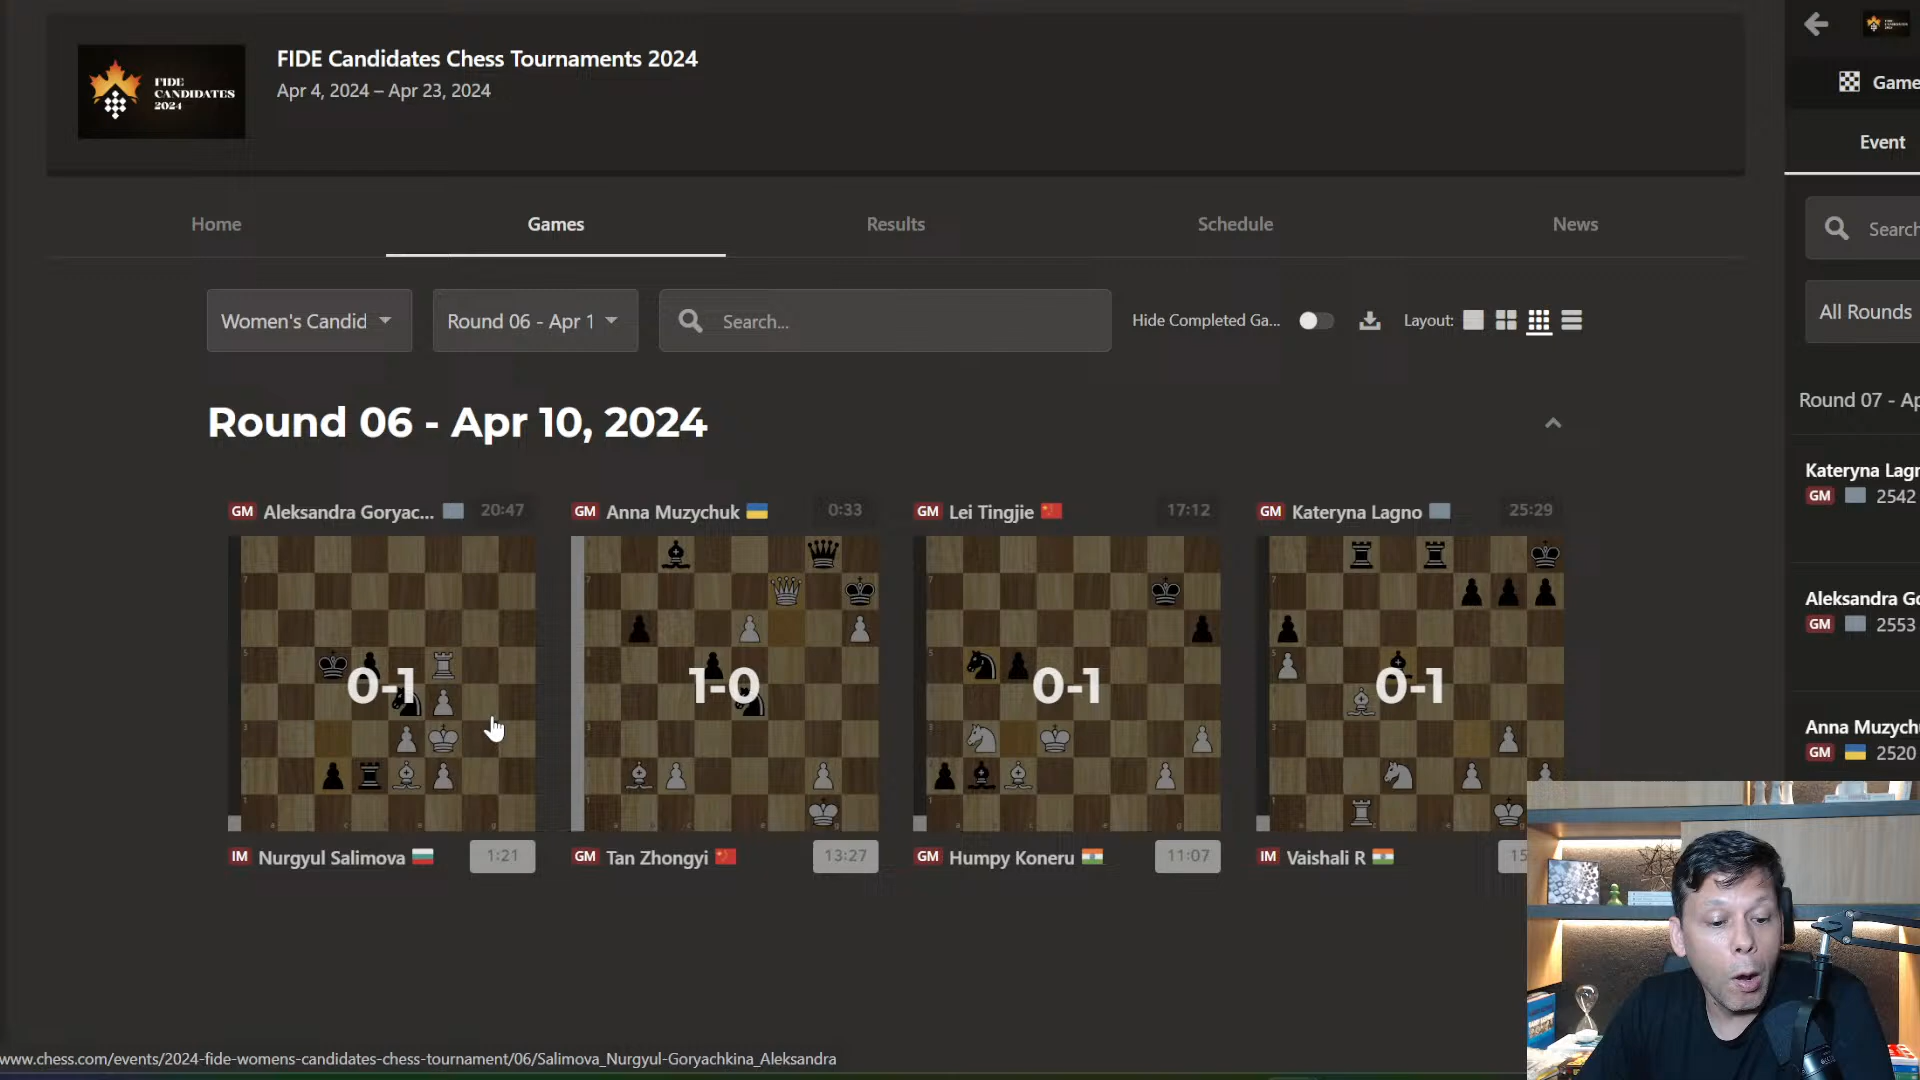 FIDE
CANDIDATES
2024
FIDE Candidates Chess Tournaments 2024
Apr 4, 2024 – Apr 23, 2024
Home
Games
Results
Schedule
News
Women's Candid
Round 06 - Apr 1
Search...
Hide Completed Ga...
Layout:
Round 06 - Apr 10, 2024
GM Aleksandra Goryac... 20:47
0-1
IM Nurgyul Salimova 1:21
GM Anna Muzychuk 0:33
1-0
GM Tan Zhongyi 13:27
GM Lei Tingjie 17:12
0-1
GM Humpy Koneru 11:07
GM Kateryna Lagno 25:29
0-1
IM Vaishali R 15
Game
Event
Search
All Rounds
Round 07 - Ap
Kateryna Lagn
GM 2542
Aleksandra Go
GM 2553
Anna Muzychu
GM 2520
www.chess.com/events/2024-fide-womens-candidates-chess-tournament/06/Salimova_Nurgyul-Goryachkina_Aleksandra